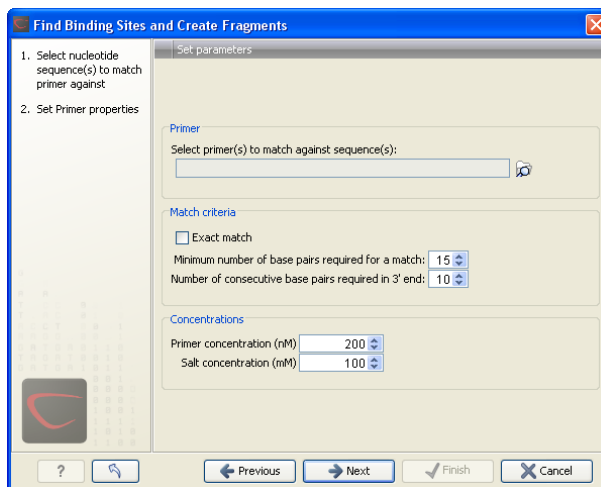 Find Binding Sites and Create Fragments
1. Select nucleotide
sequence(s) to match
primer against
2. Set Primer properties
Set parameters
Primer
Select primer(s) to match against sequence(s):
Match criteria
Exact match
Minimum number of base pairs required for a match: 15
Number of consecutive base pairs required in 3' end: 10
Concentrations
Primer concentration (nM) 200
Salt concentration (mM) 100
? Previous Next Finish Cancel